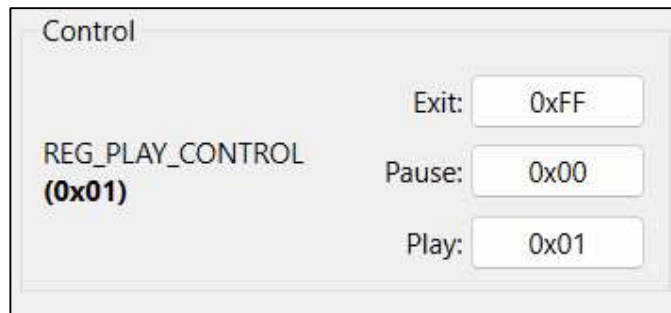 Control
Exit: 0xFF
REG_PLAY_CONTROL
(0x01)
Pause: 0x00
Play: 0x01